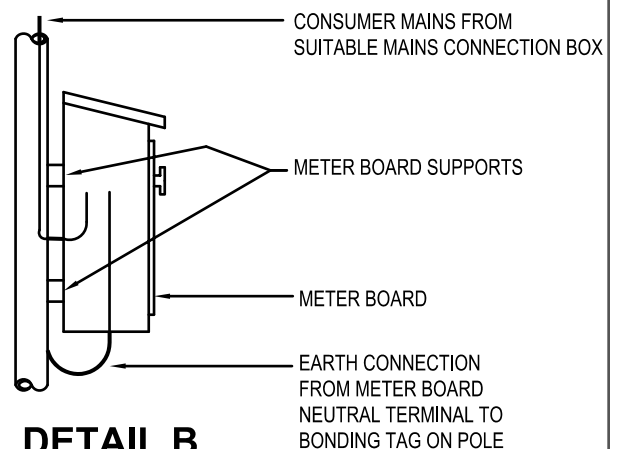 CONSUMER MAINS FROM
SUITABLE MAINS CONNECTION BOX
METER BOARD SUPPORTS
METER BOARD
EARTH CONNECTION
FROM METER BOARD
NEUTRAL TERMINAL TO
BONDING TAG ON POLE
DETAIL B